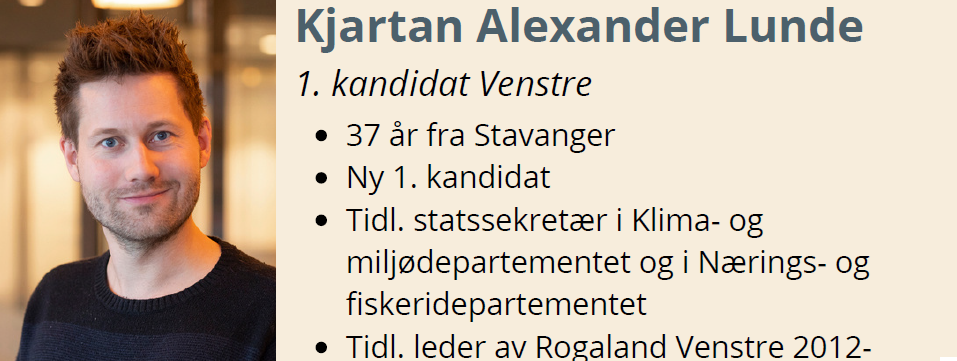 Kjartan Alexander Lunde
1. kandidat Venstre
• 37 år fra Stavanger
• Ny 1. kandidat
• Tidl. statssekretær i Klima- og
miljødepartementet og i Nærings- og
fiskeridepartementet
• Tidl. leder av Rogaland Venstre 2012-